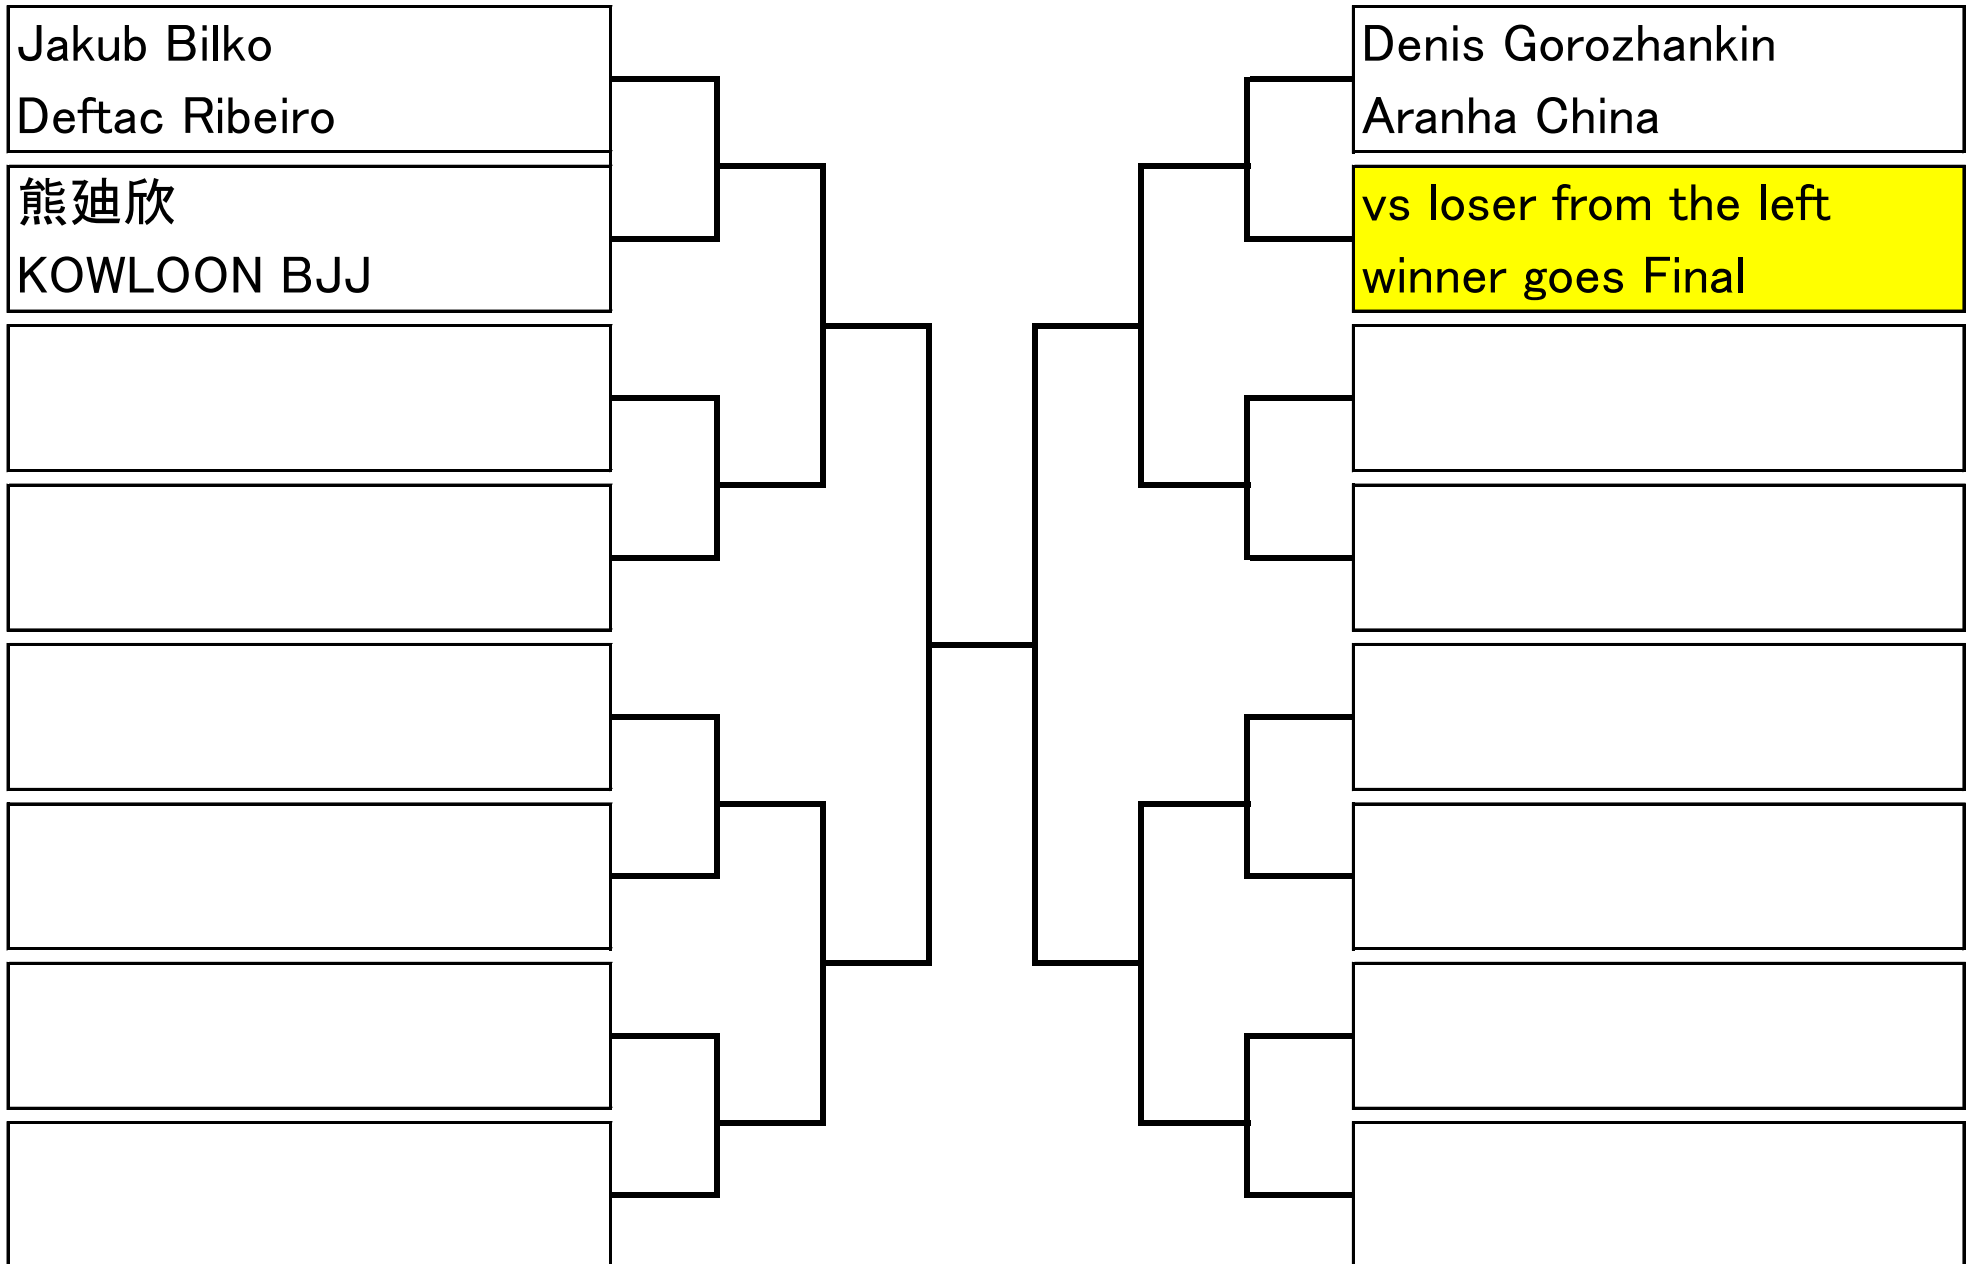 Jakub Bilko
Deftac Ribeiro
熊廸欣
KOWLOON BJJ
Denis Gorozhankin
Aranha China
vs loser from the left
winner goes Final